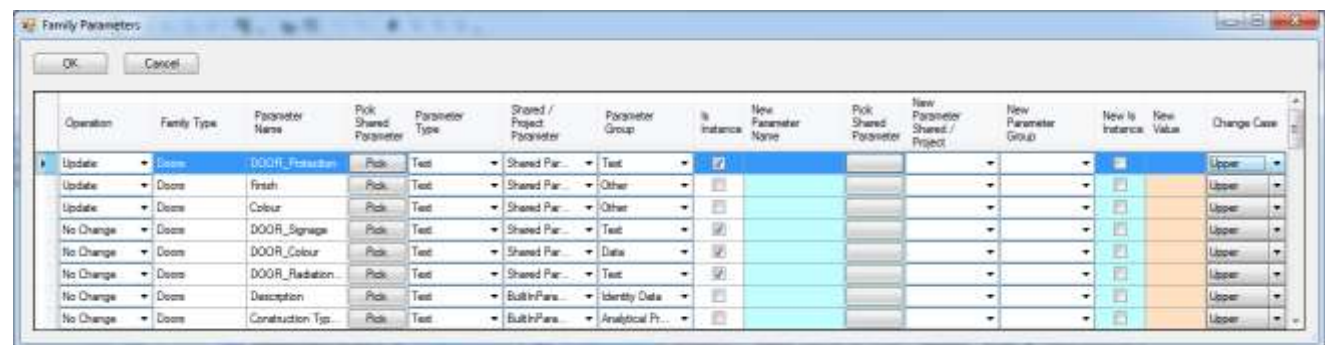 Family Parameters
OK Cancel
Operation Family Type Parameter Name Pick Shared Parameter Parameter Type Shared / Project Parameter Parameter Group Is Instance New Parameter Name Pick Shared Parameter New Parameter Shared / Project New Parameter Group New Is Instance New Value Change Case
Update Doors DOOR_Protection Pick Text Shared Par... Text Upper
Update Doors Finish Pick Text Shared Par... Other Upper
Update Doors Colour Pick Text Shared Par... Other Upper
No Change Doors DOOR_Signage Pick Text Shared Par... Text Upper
No Change Doors DOOR_Colour Pick Text Shared Par... Data Upper
No Change Doors DOOR_Radiation... Pick Text Shared Par... Text Upper
No Change Doors Description Pick Text BuiltInPara... Identity Data Upper
No Change Doors Construction Typ... Pick Text BuiltInPara... Analytical Pr... Upper